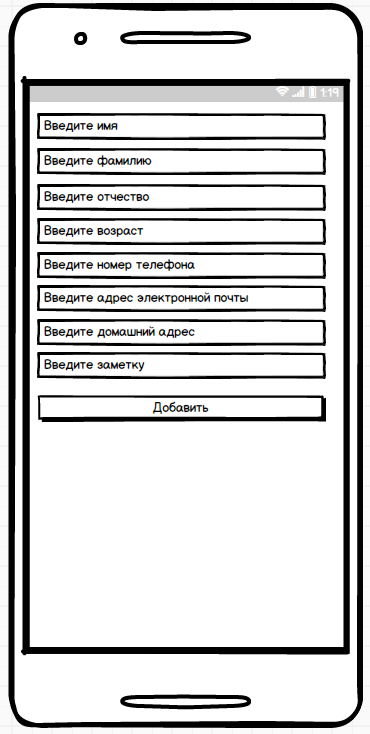 1:19
Введите имя
Введите фамилию
Введите отчество
Введите возраст
Введите номер телефона
Введите адрес электронной почты
Введите домашний адрес
Введите заметку
Добавить